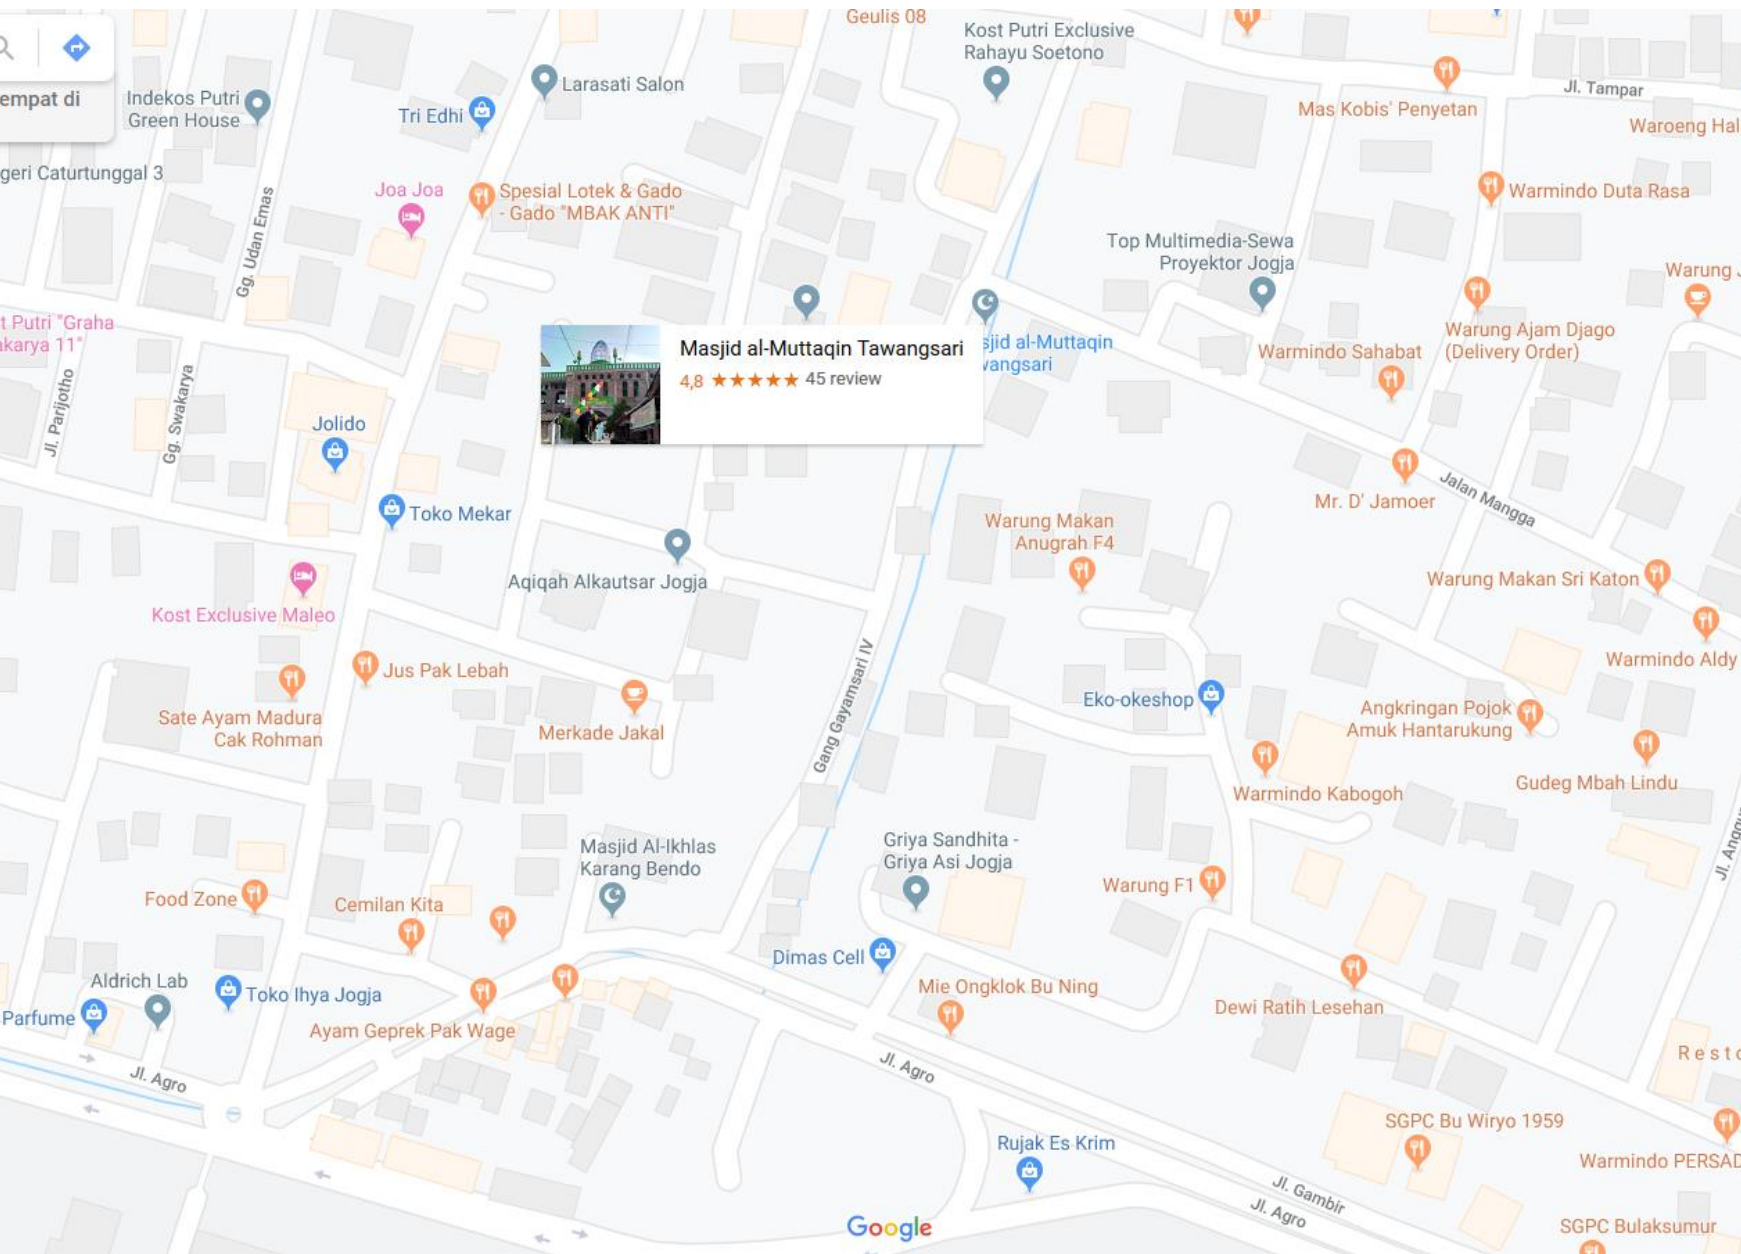 Geulis 08
Kost Putri Exclusive
Rahayu Soetono
empat di
Indekos Putri
Green House
Tri Edhi
Larasati Salon
Mas Kobis' Penyetan
Jl. Tampar
Waroeng Hal
geri Caturtunggal 3
Joa Joa
Spesial Lotek & Gado
- Gado "MBAK ANTI"
Warmindo Duta Rasa
Gg. Udan Emas
Top Multimedia-Sewa
Proyektor Jogja
Warung J
t Putri "Graha
akarya 11"
Masjid al-Muttaqin Tawangsari
4,8 ★★★★★ 45 review
sjid al-Muttaqin
wangsari
Warung Ajam Djago
(Delivery Order)
Warmindo Sahabat
Jl. Parijotho
Gg. Swakarya
Jolido
Toko Mekar
Mr. D' Jamoer
Jalan Mangga
Warung Makan
Anugrah F4
Aqiqah Alkautsar Jogja
Warung Makan Sri Katon
Kost Exclusive Maleo
Jus Pak Lebah
Warmindo Aldy
Gang Gayamsari IV
Eko-okeshop
Sate Ayam Madura
Cak Rohman
Merkade Jakal
Angkringan Pojok
Amuk Hantarukung
Gudeg Mbah Lindu
Warmindo Kabogoh
Masjid Al-Ikhlas
Karang Bendo
Griya Sandhita -
Griya Asi Jogja
Jl. Anggu
Food Zone
Cemilan Kita
Warung F1
Dimas Cell
Aldrich Lab
Toko Ihya Jogja
Parfume
Ayam Geprek Pak Wage
Mie Ongklok Bu Ning
Dewi Ratih Lesehan
Jl. Agro
Jl. Agro
Resto
Rujak Es Krim
SGPC Bu Wiryo 1959
Warmindo PERSAD
Jl. Gambir
Jl. Agro
Google
SGPC Bulaksumur